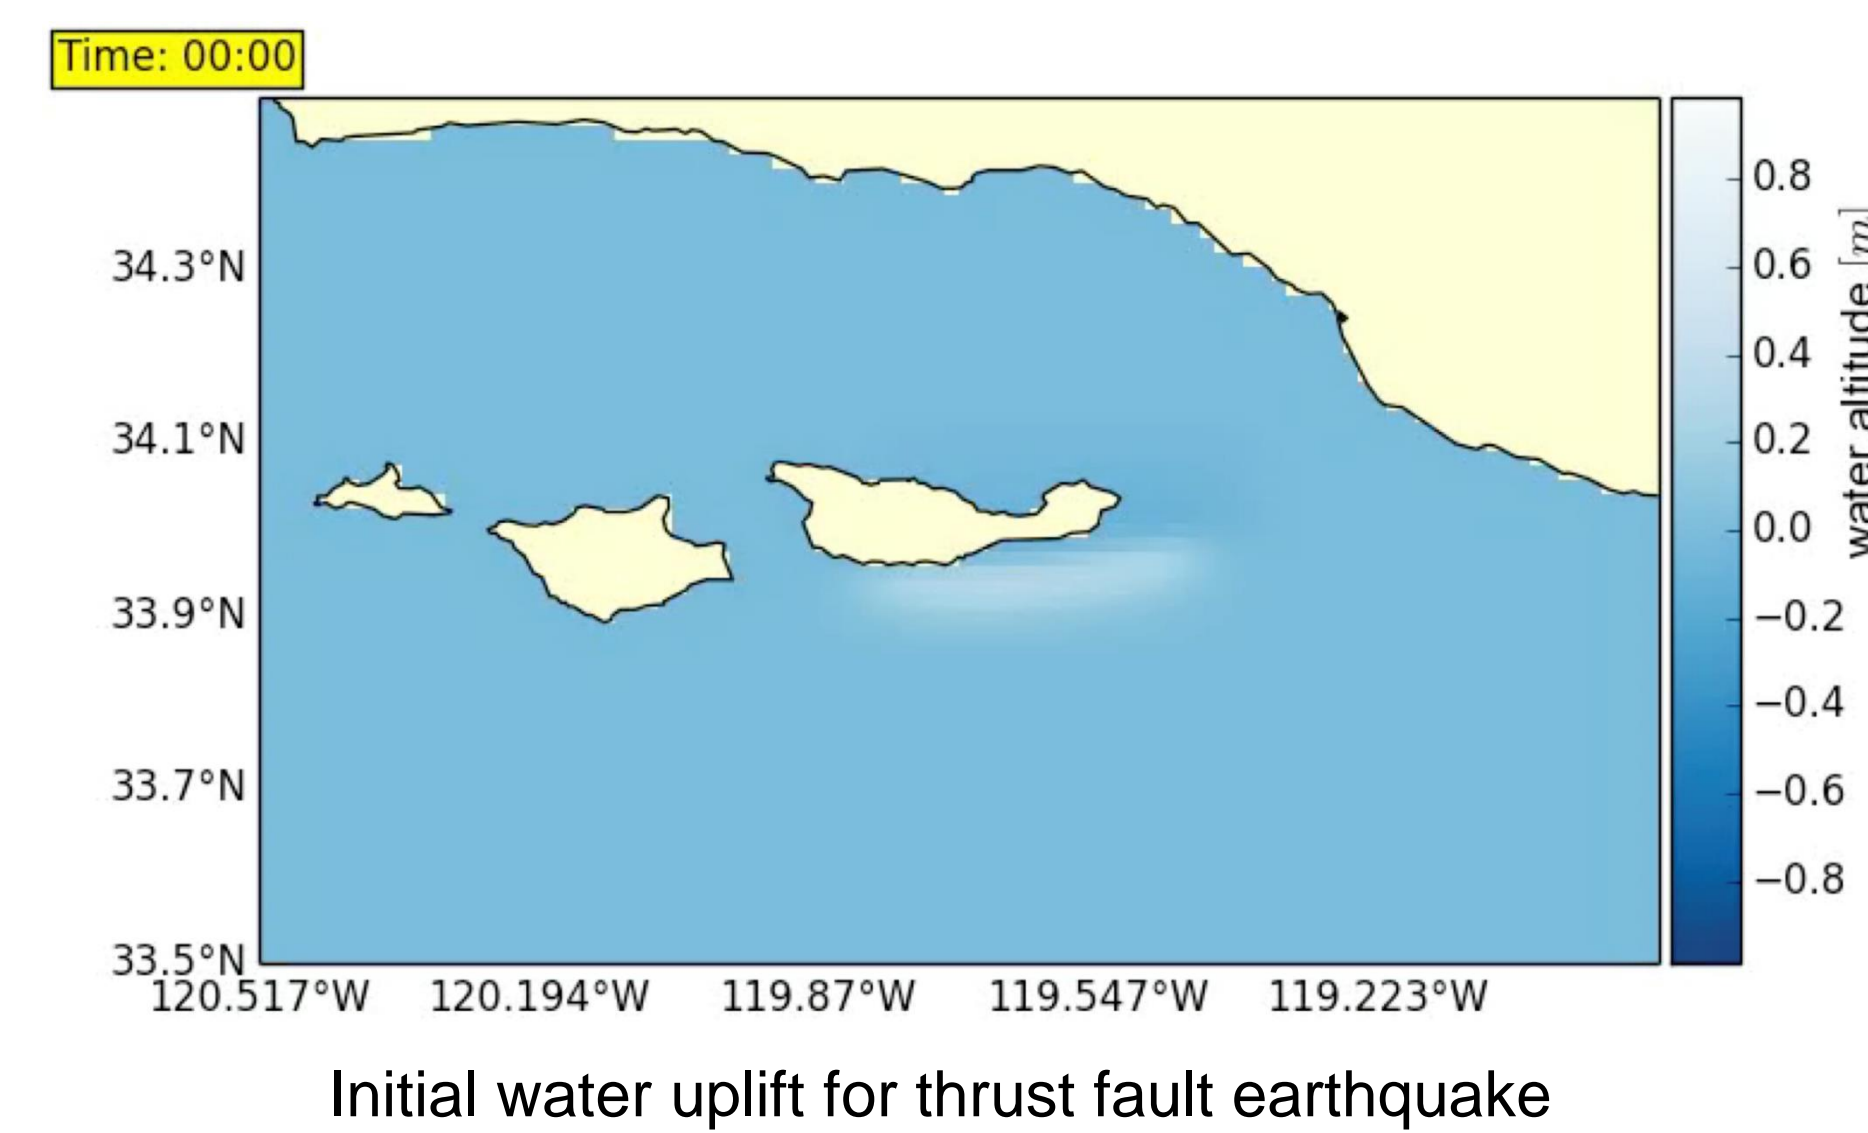 Time: 00:00
34.3°N
34.1°N
33.9°N
33.7°N
33.5°N
120.517°W 120.194°W 119.87°W 119.547°W 119.223°W
0.8
0.6
0.4
0.2
0.0
−0.2
−0.4
−0.6
−0.8
water altitude [m]
Initial water uplift for thrust fault earthquake